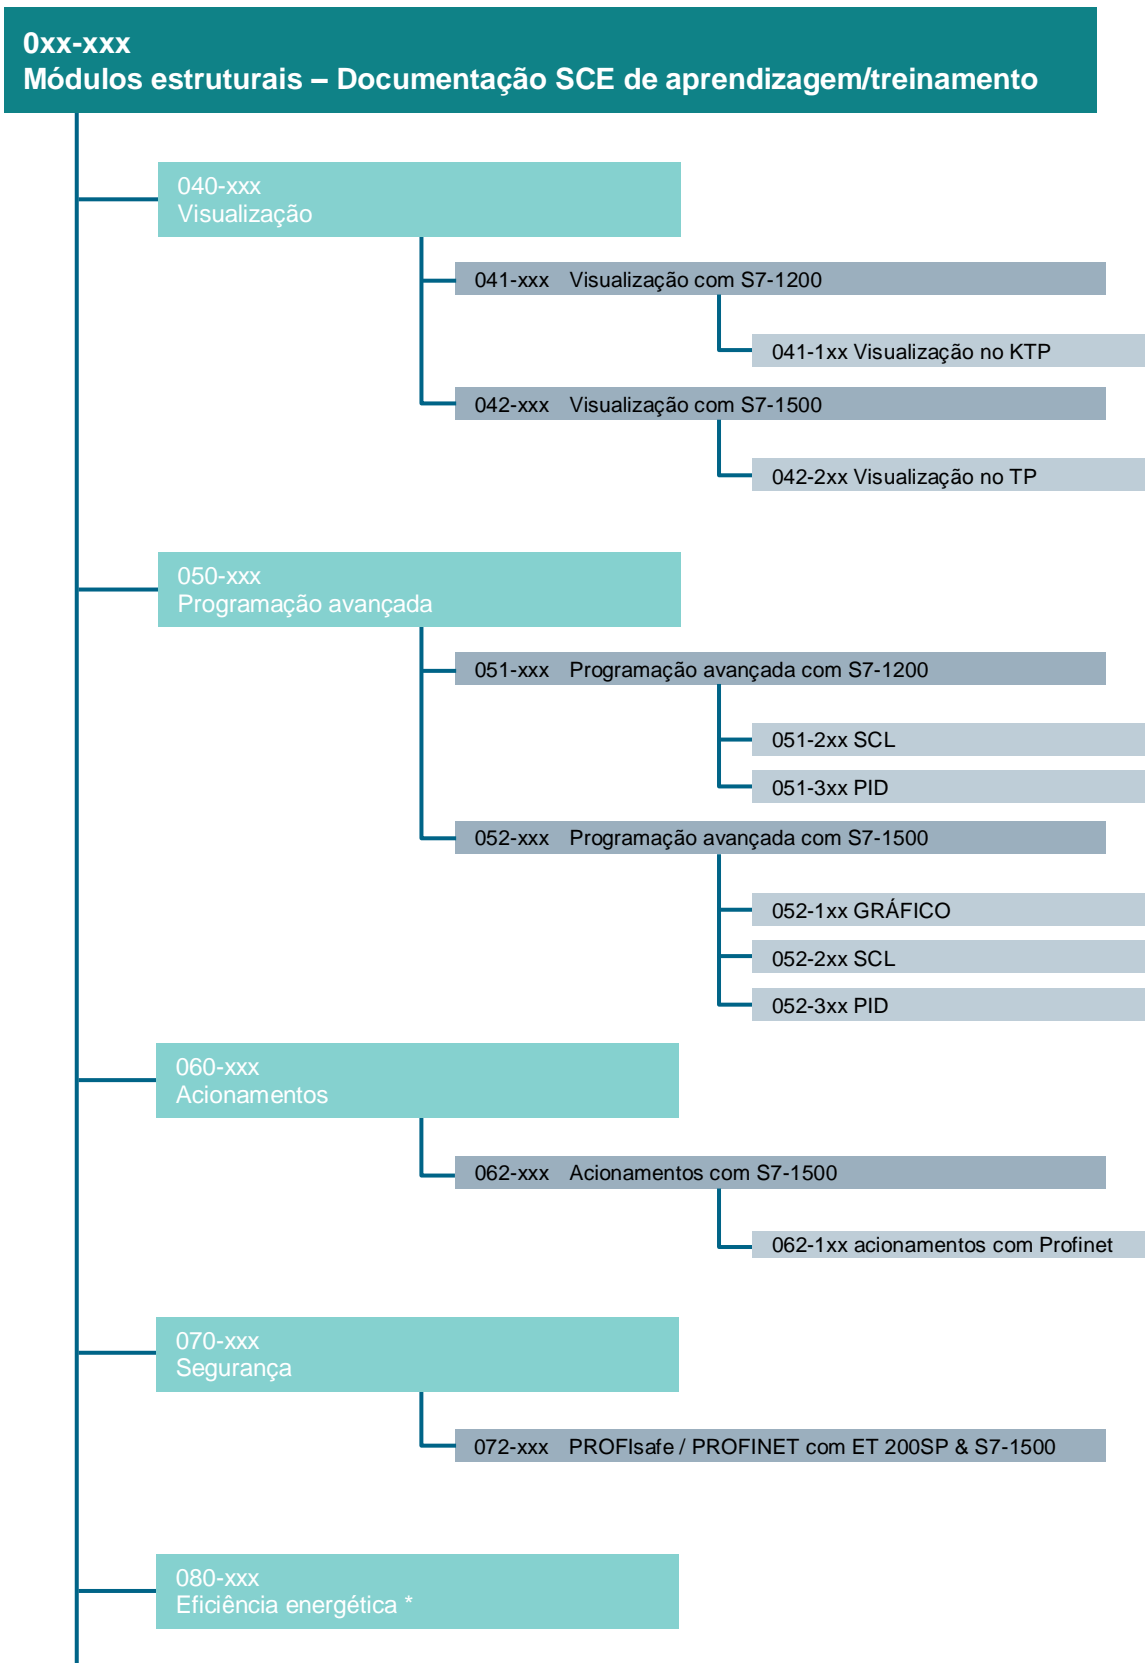 0xx-xxx
Módulos estruturais – Documentação SCE de aprendizagem/treinamento
040-xxx
Visualização
041-xxx Visualização com S7-1200
041-1xx Visualização no KTP
042-xxx Visualização com S7-1500
042-2xx Visualização no TP
050-xxx
Programação avançada
051-xxx Programação avançada com S7-1200
051-2xx SCL
051-3xx PID
052-xxx Programação avançada com S7-1500
052-1xx GRÁFICO
052-2xx SCL
052-3xx PID
060-xxx
Acionamentos
062-xxx Acionamentos com S7-1500
062-1xx acionamentos com Profinet
070-xxx
Segurança
072-xxx PROFIsafe / PROFINET com ET 200SP & S7-1500
080-xxx
Eficiência energética *